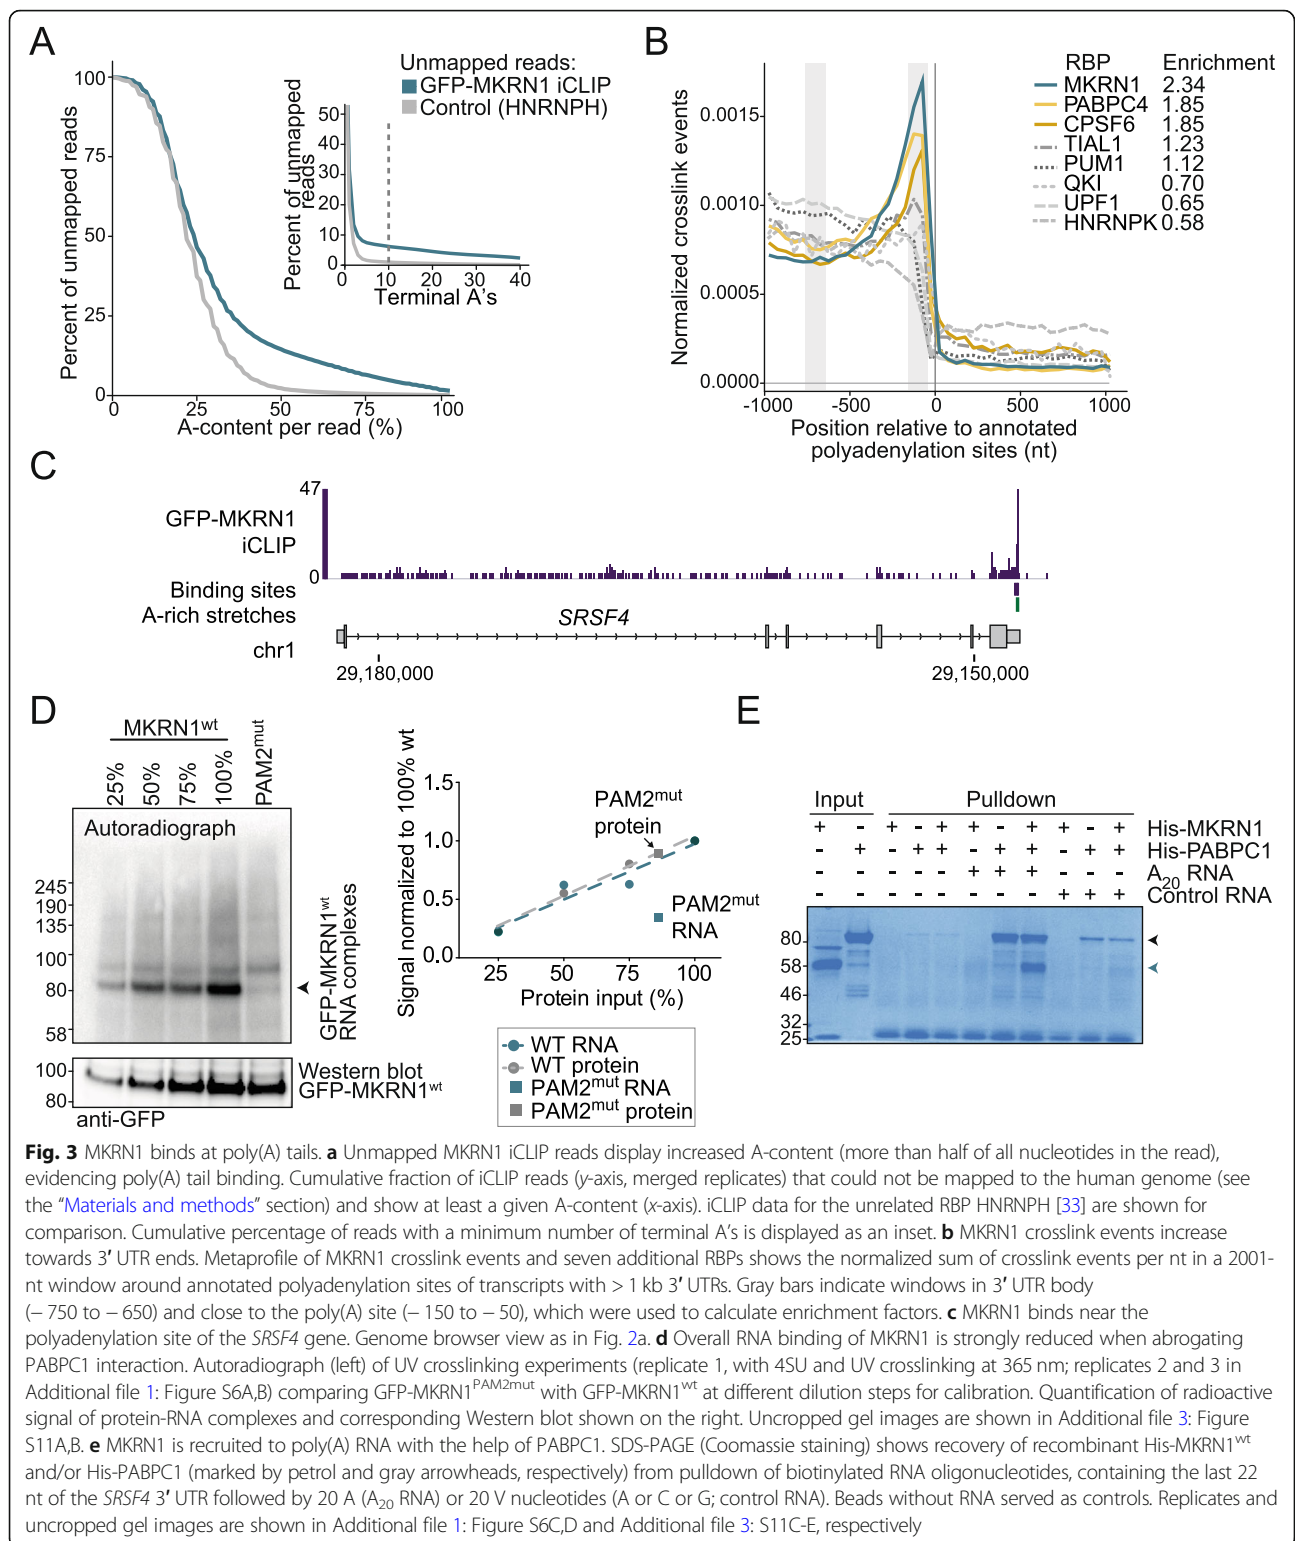 A
Unmapped reads:
GFP-MKRN1 iCLIP
Control (HNRNPH)
Percent of unmapped reads
100
75
50
25
0
0 25 50 75 100
A-content per read (%)
Percent of unmapped
reads
50
40
30
20
10
0
0 10 20 30 40
Terminal A's
B
RBP Enrichment
MKRN1 2.34
PABPC4 1.85
CPSF6 1.85
TIAL1 1.23
PUM1 1.12
QKI 0.70
UPF1 0.65
HNRNPK 0.58
Normalized crosslink events
0.0015
0.0010
0.0005
0.0000
-1000 -500 0 500 1000
Position relative to annotated
polyadenylation sites (nt)
C
47
GFP-MKRN1
iCLIP
0
Binding sites
A-rich stretches
SRSF4
chr1
29,180,000 29,150,000
D
MKRN1wt
25% 50% 75% 100% PAM2mut
Autoradiograph
245
190
135
100
80
58
GFP-MKRN1wt
RNA complexes
100
80
Western blot
GFP-MKRN1wt
anti-GFP
Signal normalized to 100% wt
1.5
1.0
0.5
0.0
PAM2mut
protein
PAM2mut
RNA
25 50 75 100
Protein input (%)
WT RNA
WT protein
PAM2mut RNA
PAM2mut protein
E
Input Pulldown
+ - + - + + - + + - + His-MKRN1
- + - + + - + + - + + His-PABPC1
- - - - - + + + - - - A20 RNA
- - - - - - - - + + + Control RNA
80
58
46
32
25
Fig. 3 MKRN1 binds at poly(A) tails. a Unmapped MKRN1 iCLIP reads display increased A-content (more than half of all nucleotides in the read),
evidencing poly(A) tail binding. Cumulative fraction of iCLIP reads (y-axis, merged replicates) that could not be mapped to the human genome (see
the “Materials and methods” section) and show at least a given A-content (x-axis). iCLIP data for the unrelated RBP HNRNPH [33] are shown for
comparison. Cumulative percentage of reads with a minimum number of terminal A’s is displayed as an inset. b MKRN1 crosslink events increase
towards 3′ UTR ends. Metaprofile of MKRN1 crosslink events and seven additional RBPs shows the normalized sum of crosslink events per nt in a 2001-
nt window around annotated polyadenylation sites of transcripts with > 1 kb 3′ UTRs. Gray bars indicate windows in 3′ UTR body
(− 750 to − 650) and close to the poly(A) site (− 150 to − 50), which were used to calculate enrichment factors. c MKRN1 binds near the
polyadenylation site of the SRSF4 gene. Genome browser view as in Fig. 2a. d Overall RNA binding of MKRN1 is strongly reduced when abrogating
PABPC1 interaction. Autoradiograph (left) of UV crosslinking experiments (replicate 1, with 4SU and UV crosslinking at 365 nm; replicates 2 and 3 in
Additional file 1: Figure S6A,B) comparing GFP-MKRN1PAM2mut with GFP-MKRN1wt at different dilution steps for calibration. Quantification of radioactive
signal of protein-RNA complexes and corresponding Western blot shown on the right. Uncropped gel images are shown in Additional file 3: Figure
S11A,B. e MKRN1 is recruited to poly(A) RNA with the help of PABPC1. SDS-PAGE (Coomassie staining) shows recovery of recombinant His-MKRN1wt
and/or His-PABPC1 (marked by petrol and gray arrowheads, respectively) from pulldown of biotinylated RNA oligonucleotides, containing the last 22
nt of the SRSF4 3′ UTR followed by 20 A (A20 RNA) or 20 V nucleotides (A or C or G; control RNA). Beads without RNA served as controls. Replicates and
uncropped gel images are shown in Additional file 1: Figure S6C,D and Additional file 3: S11C-E, respectively